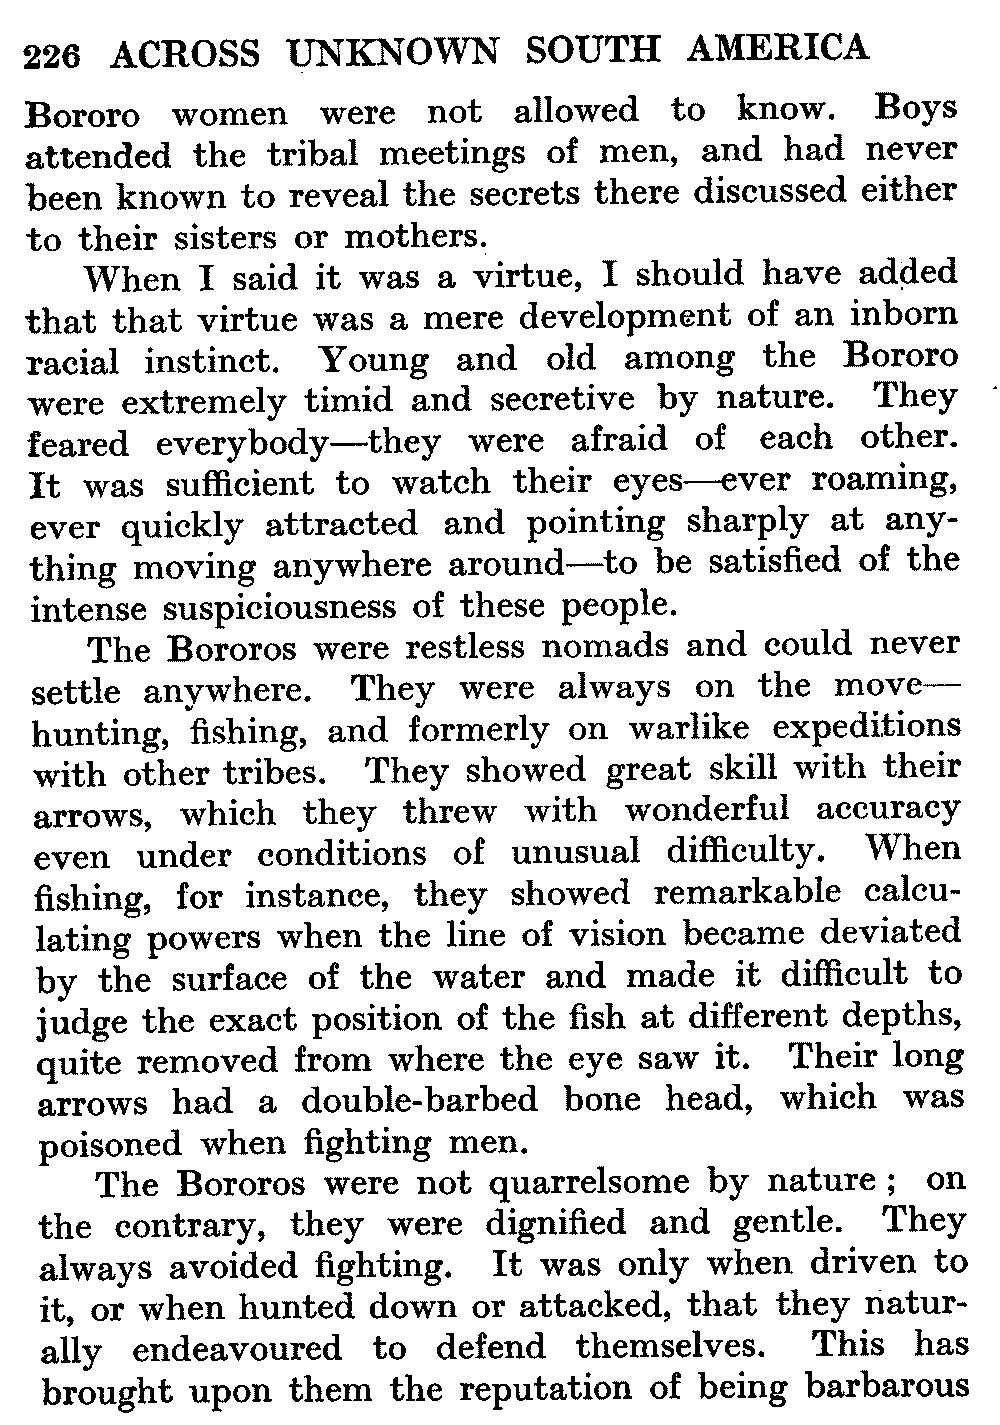 226 ACROSS UNKNOWN SOUTH AMERICA
Bororo women were not allowed to know. Boys
attended the tribal meetings of men, and had never
been known to reveal the secrets there discussed either
to their sisters or mothers.
When I said it was a virtue, I should have added
that that virtue was a mere development of an inborn
racial instinct. Young and old among the Bororo
were extremely timid and secretive by nature. They
feared everybody—they were afraid of each other.
It was sufficient to watch their eyes—ever roaming,
ever quickly attracted and pointing sharply at any-
thing moving anywhere around—to be satisfied of the
intense suspiciousness of these people.
The Bororos were restless nomads and could never
settle anywhere. They were always on the move—
hunting, fishing, and formerly on warlike expeditions
with other tribes. They showed great skill with their
arrows, which they threw with wonderful accuracy
even under conditions of unusual difficulty. When
fishing, for instance, they showed remarkable calcu-
lating powers when the line of vision became deviated
by the surface of the water and made it difficult to
judge the exact position of the fish at different depths,
quite removed from where the eye saw it. Their long
arrows had a double-barbed bone head, which was
poisoned when fighting men.
The Bororos were not quarrelsome by nature ; on
the contrary, they were dignified and gentle. They
always avoided fighting. It was only when driven to
it, or when hunted down or attacked, that they natur-
ally endeavoured to defend themselves. This has
brought upon them the reputation of being barbarous